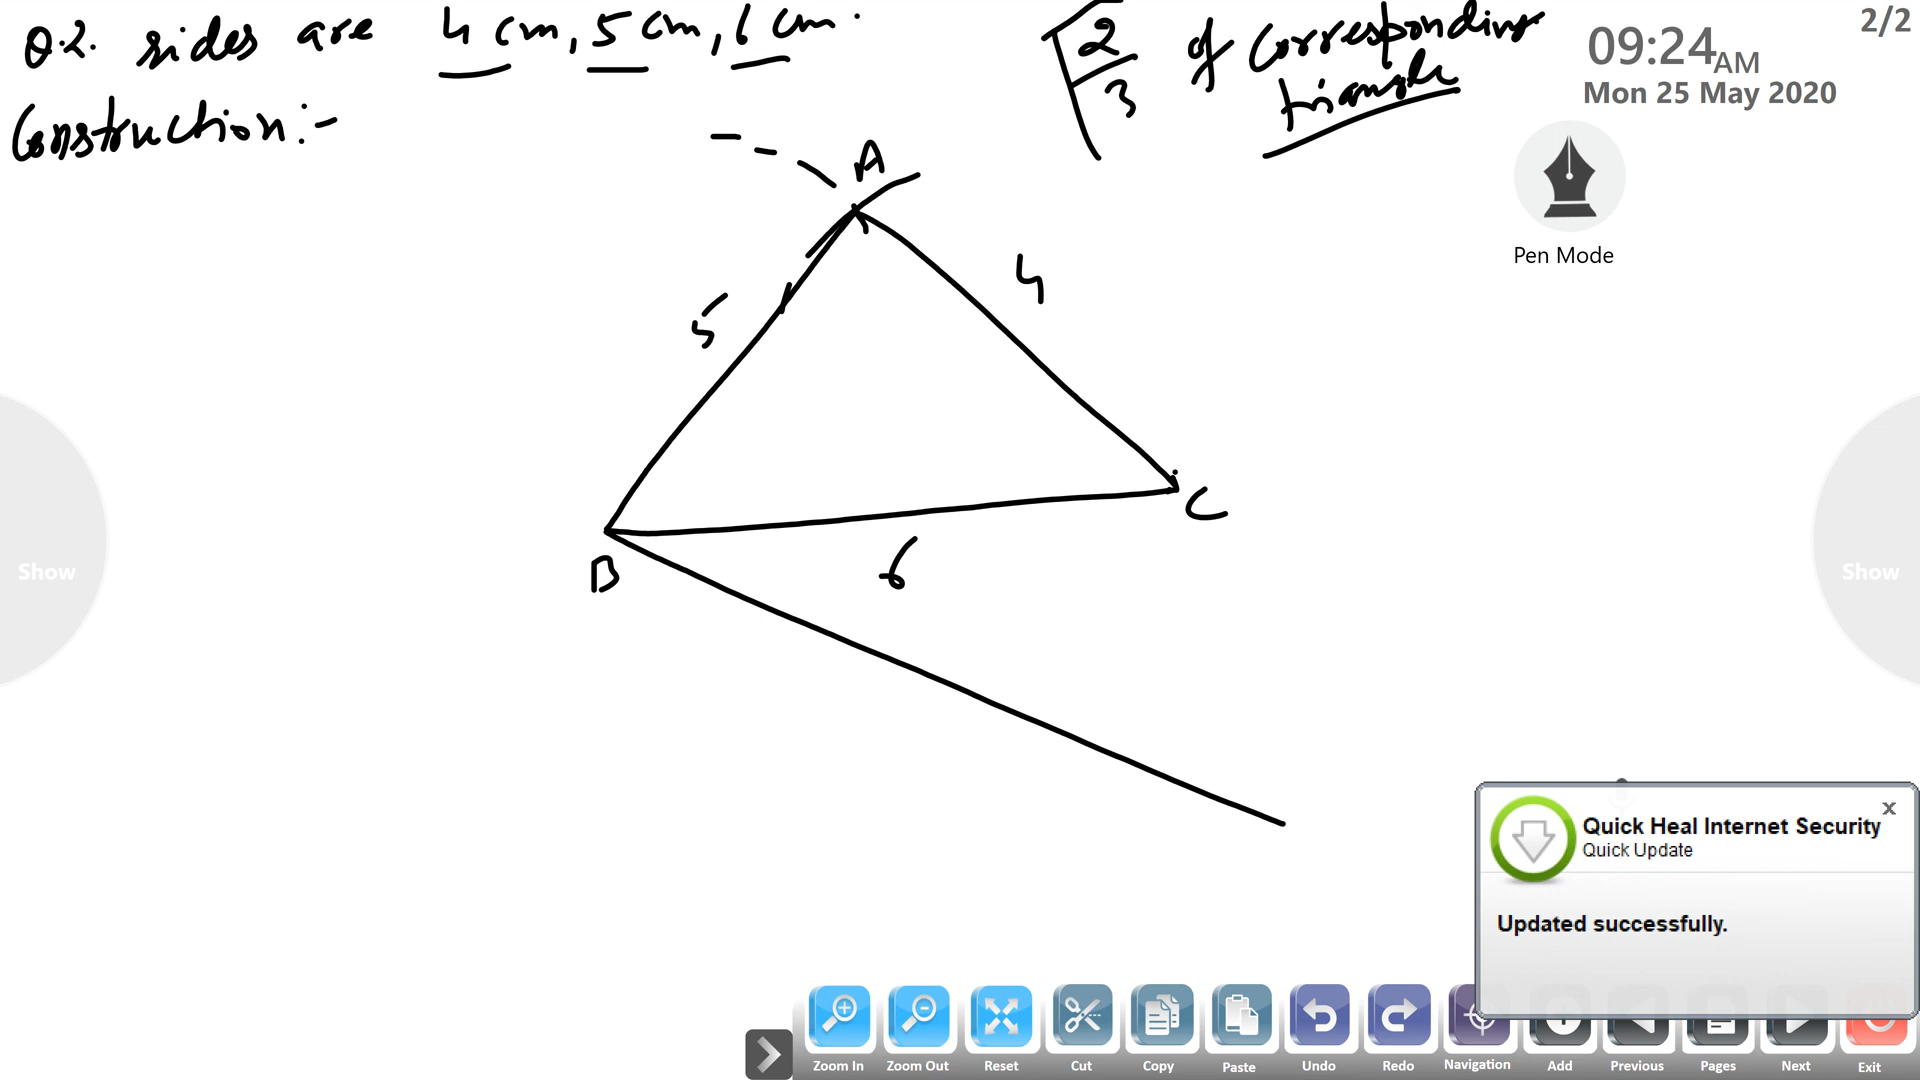 Q.2. sides are 4 cm, 5 cm, 6 cm.
2/3 of corresponding
triangle
Construction:-
2/2
09:24 AM
Mon 25 May 2020
Pen Mode
A
5
4
B
6
C
Show
Show
Quick Heal Internet Security
Quick Update
x
Updated successfully.
Zoom In
Zoom Out
Reset
Cut
Copy
Paste
Undo
Redo
Navigation
Add
Previous
Pages
Next
Exit